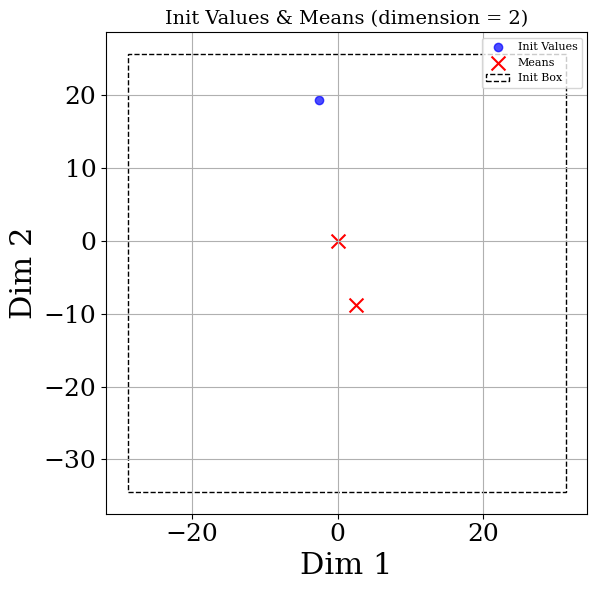 Init Values & Means (dimension = 2)
Init Values
Means
Init Box
Dim 2
20
10
0
−10
−20
−30
−20 0 20
Dim 1